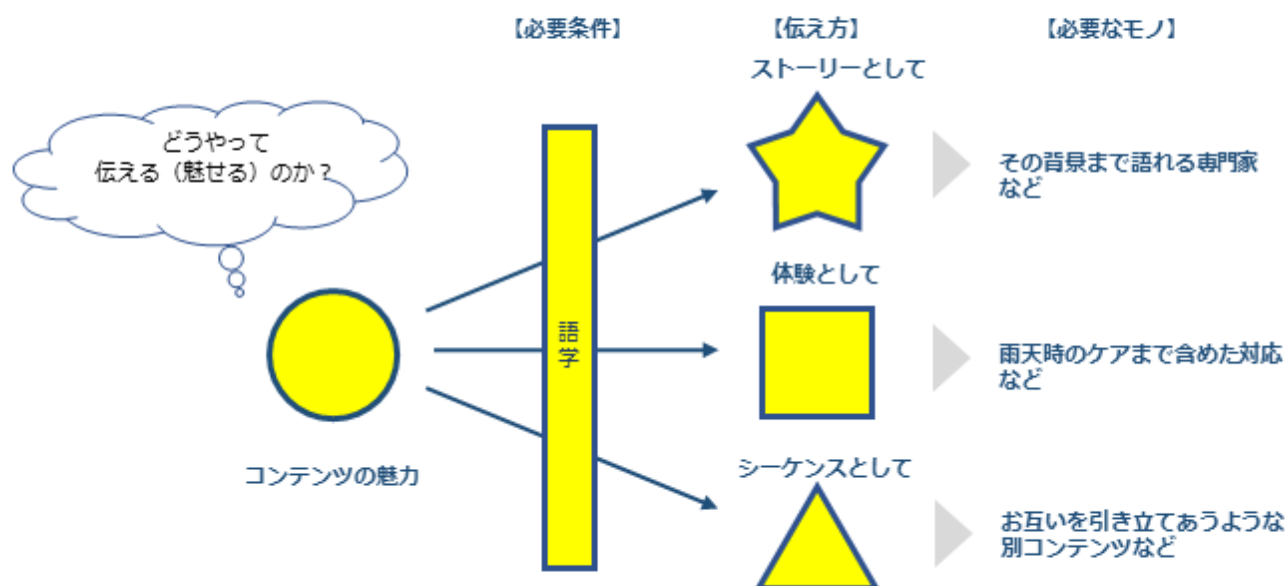 【必要条件】
【伝え方】
【必要なモノ】
ストーリーとして
どうやって
伝える（魅せる）のか？
その背景まで語れる専門家
など
体験として
語
学
雨天時のケアまで含めた対応
など
コンテンツの魅力
シーケンスとして
お互いを引き立てあうような
別コンテンツなど